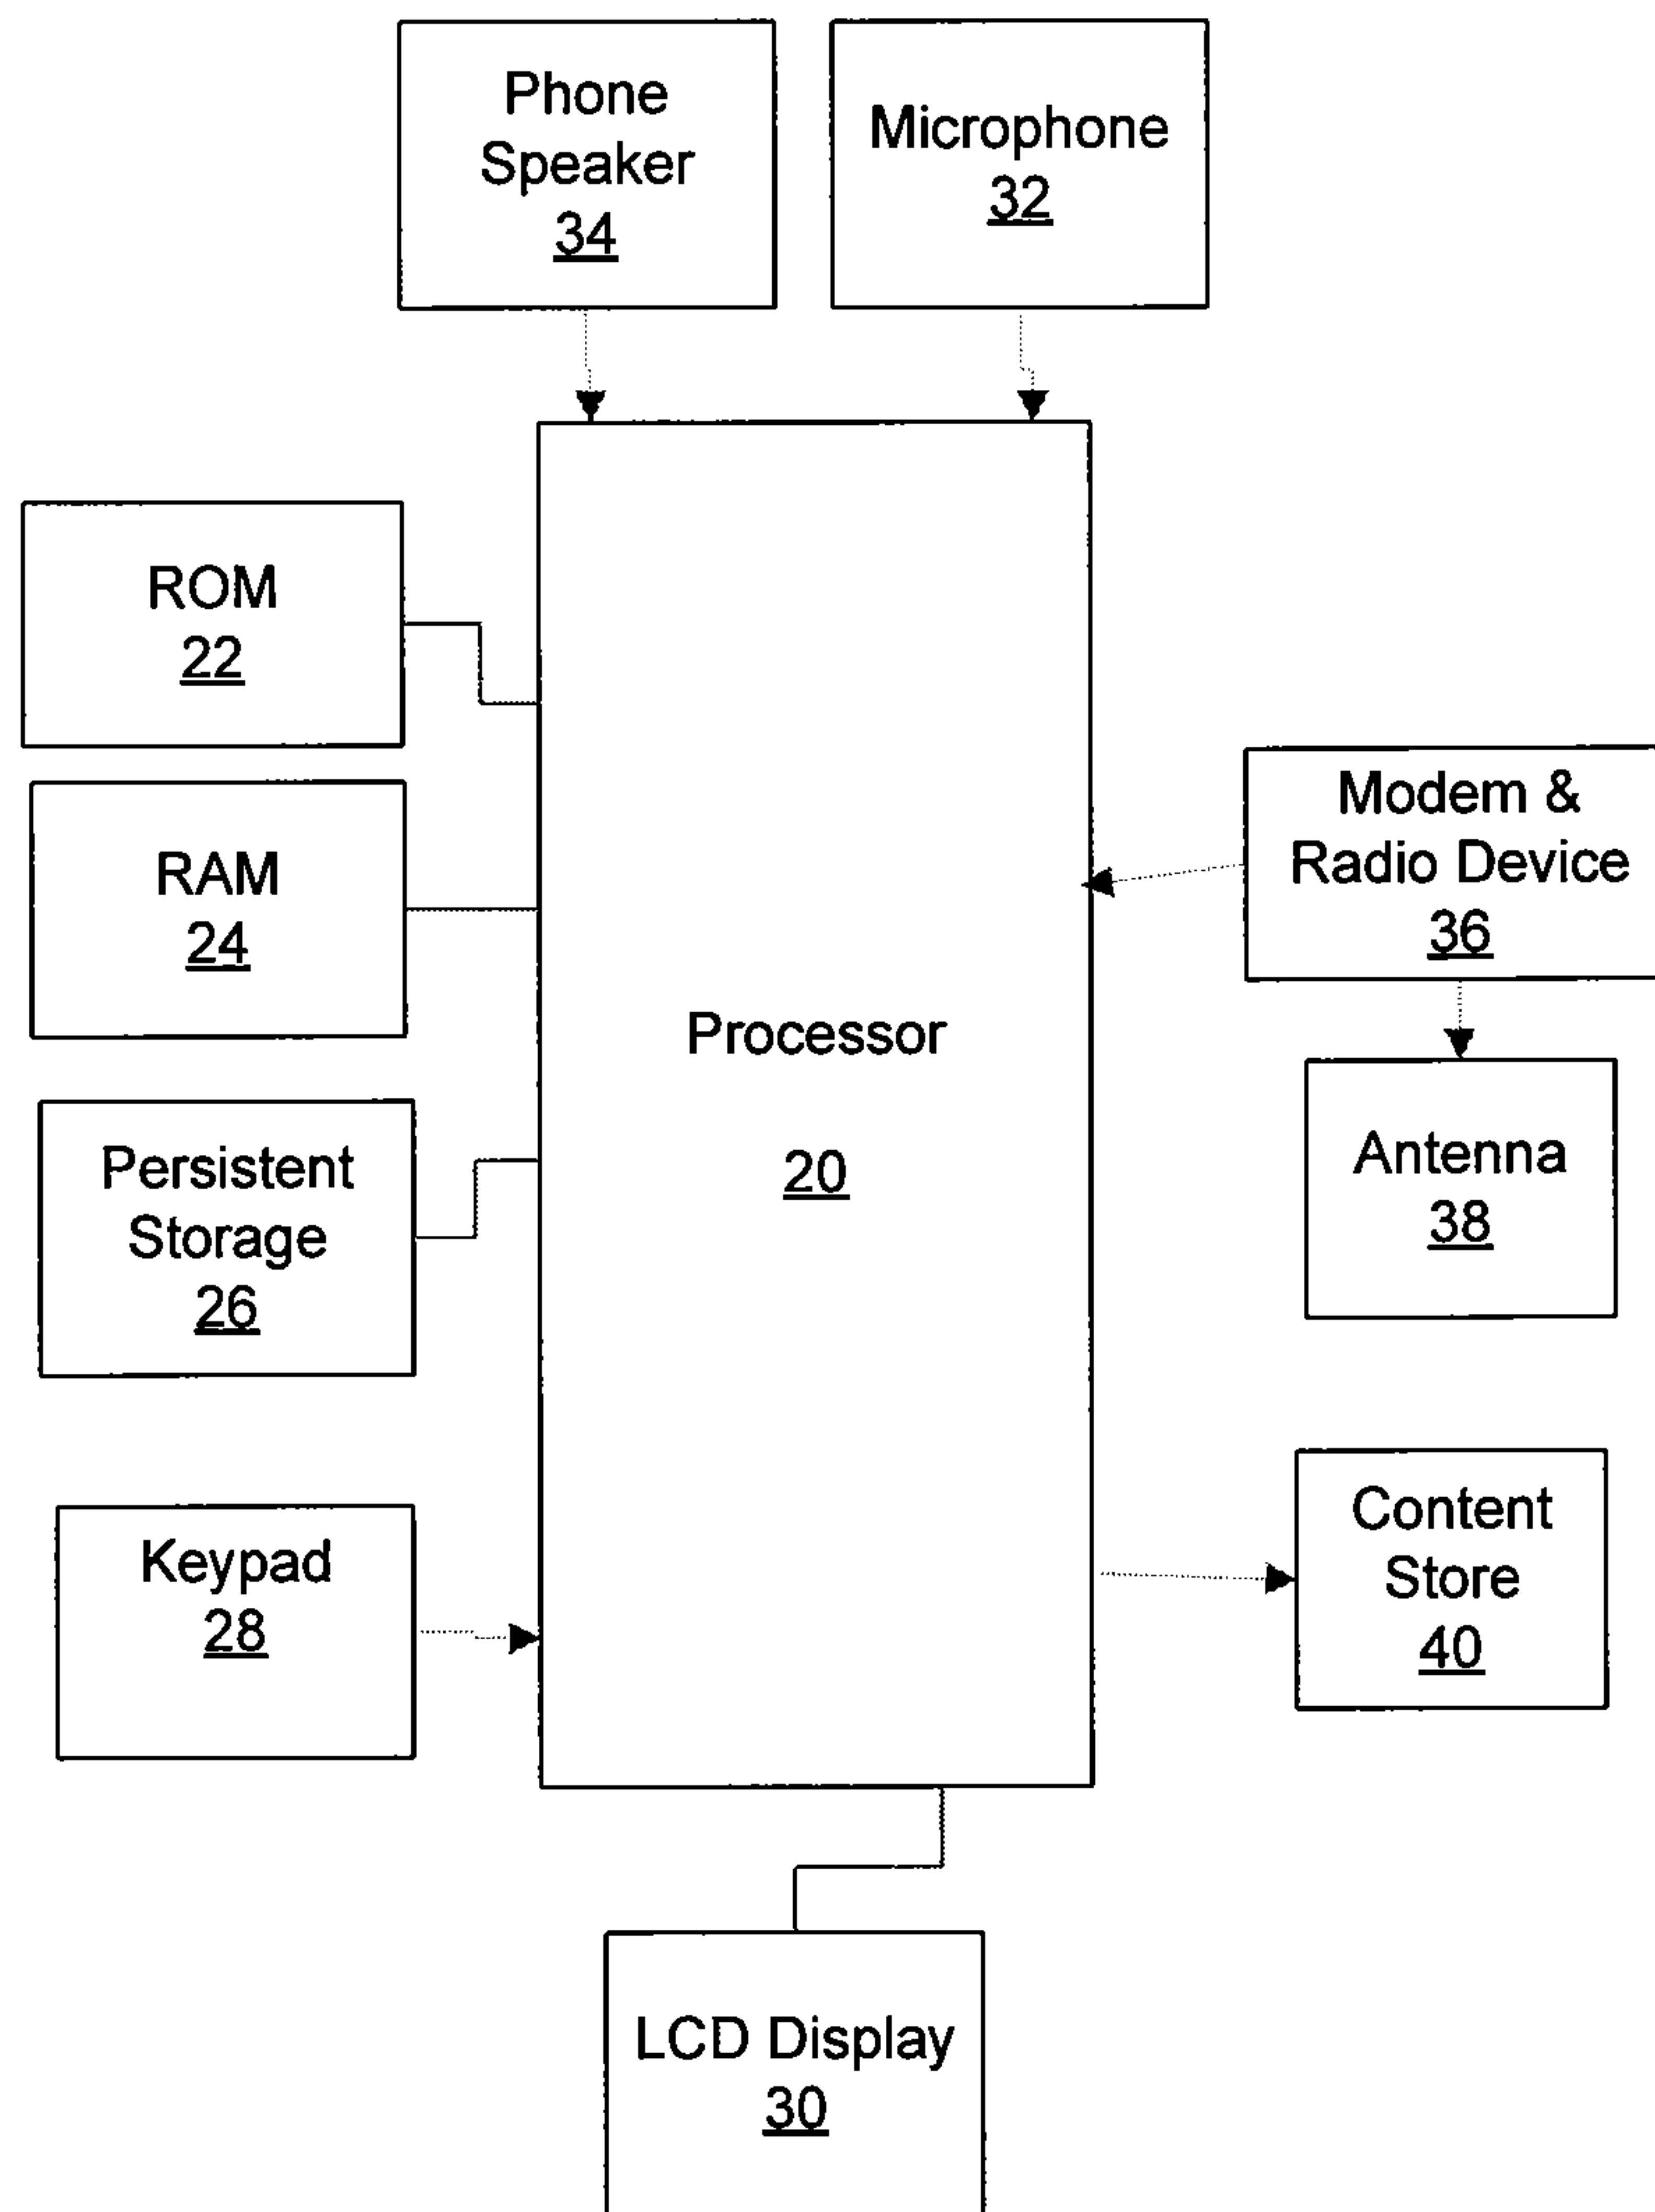 Phone
Speaker
34
Microphone
32
ROM
22
RAM
24
Persistent
Storage
26
Keypad
28
Processor
20
Modem &
Radio Device
36
Antenna
38
Content
Store
40
LCD Display
30